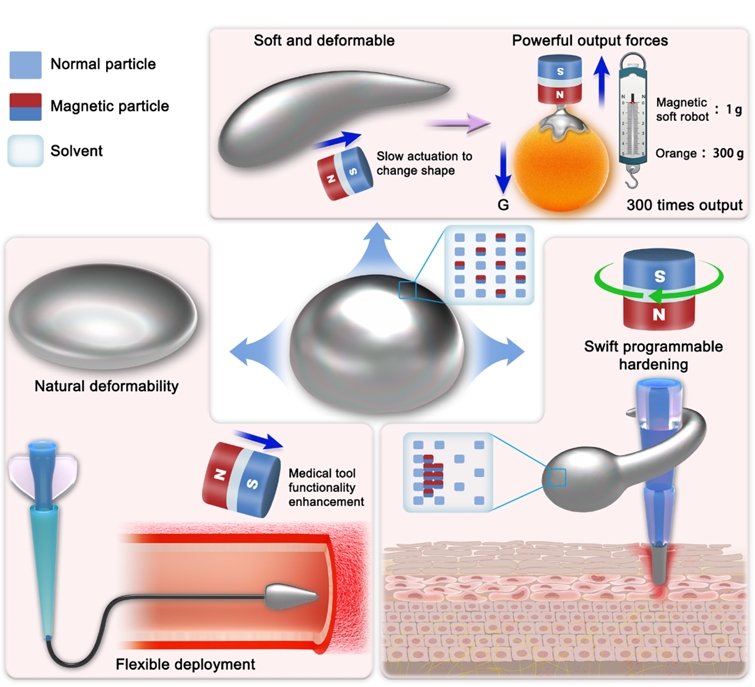 Normal particle
Magnetic particle
Solvent
Soft and deformable
N S
Slow actuation to
change shape
Powerful output forces
S
N
G
N N
Magnetic
soft robot : 1 g
Orange : 300 g
300 times output
Natural deformability
S
N
Swift programmable
hardening
N S
Medical tool
functionality
enhancement
Flexible deployment